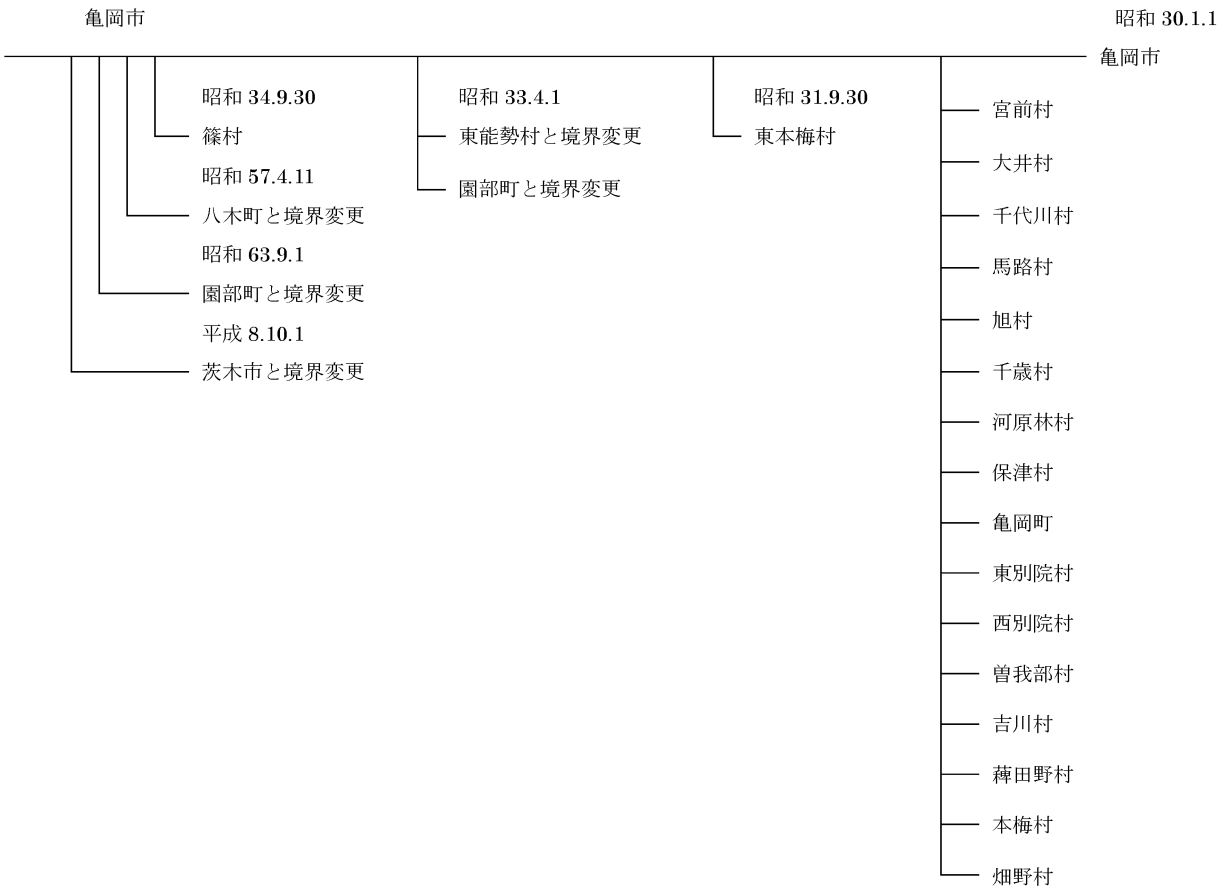 亀岡市
昭和 34.9.30
篠村
昭和 57.4.11
八木町と境界変更
昭和 63.9.1
園部町と境界変更
平成 8.10.1
茨木市と境界変更
昭和 33.4.1
東能勢村と境界変更
園部町と境界変更
昭和 31.9.30
東本梅村
昭和 30.1.1
亀岡市
宮前村
大井村
千代川村
馬路村
旭村
千歳村
河原林村
保津村
亀岡町
東別院村
西別院村
曽我部村
吉川村
薭田野村
本梅村
畑野村